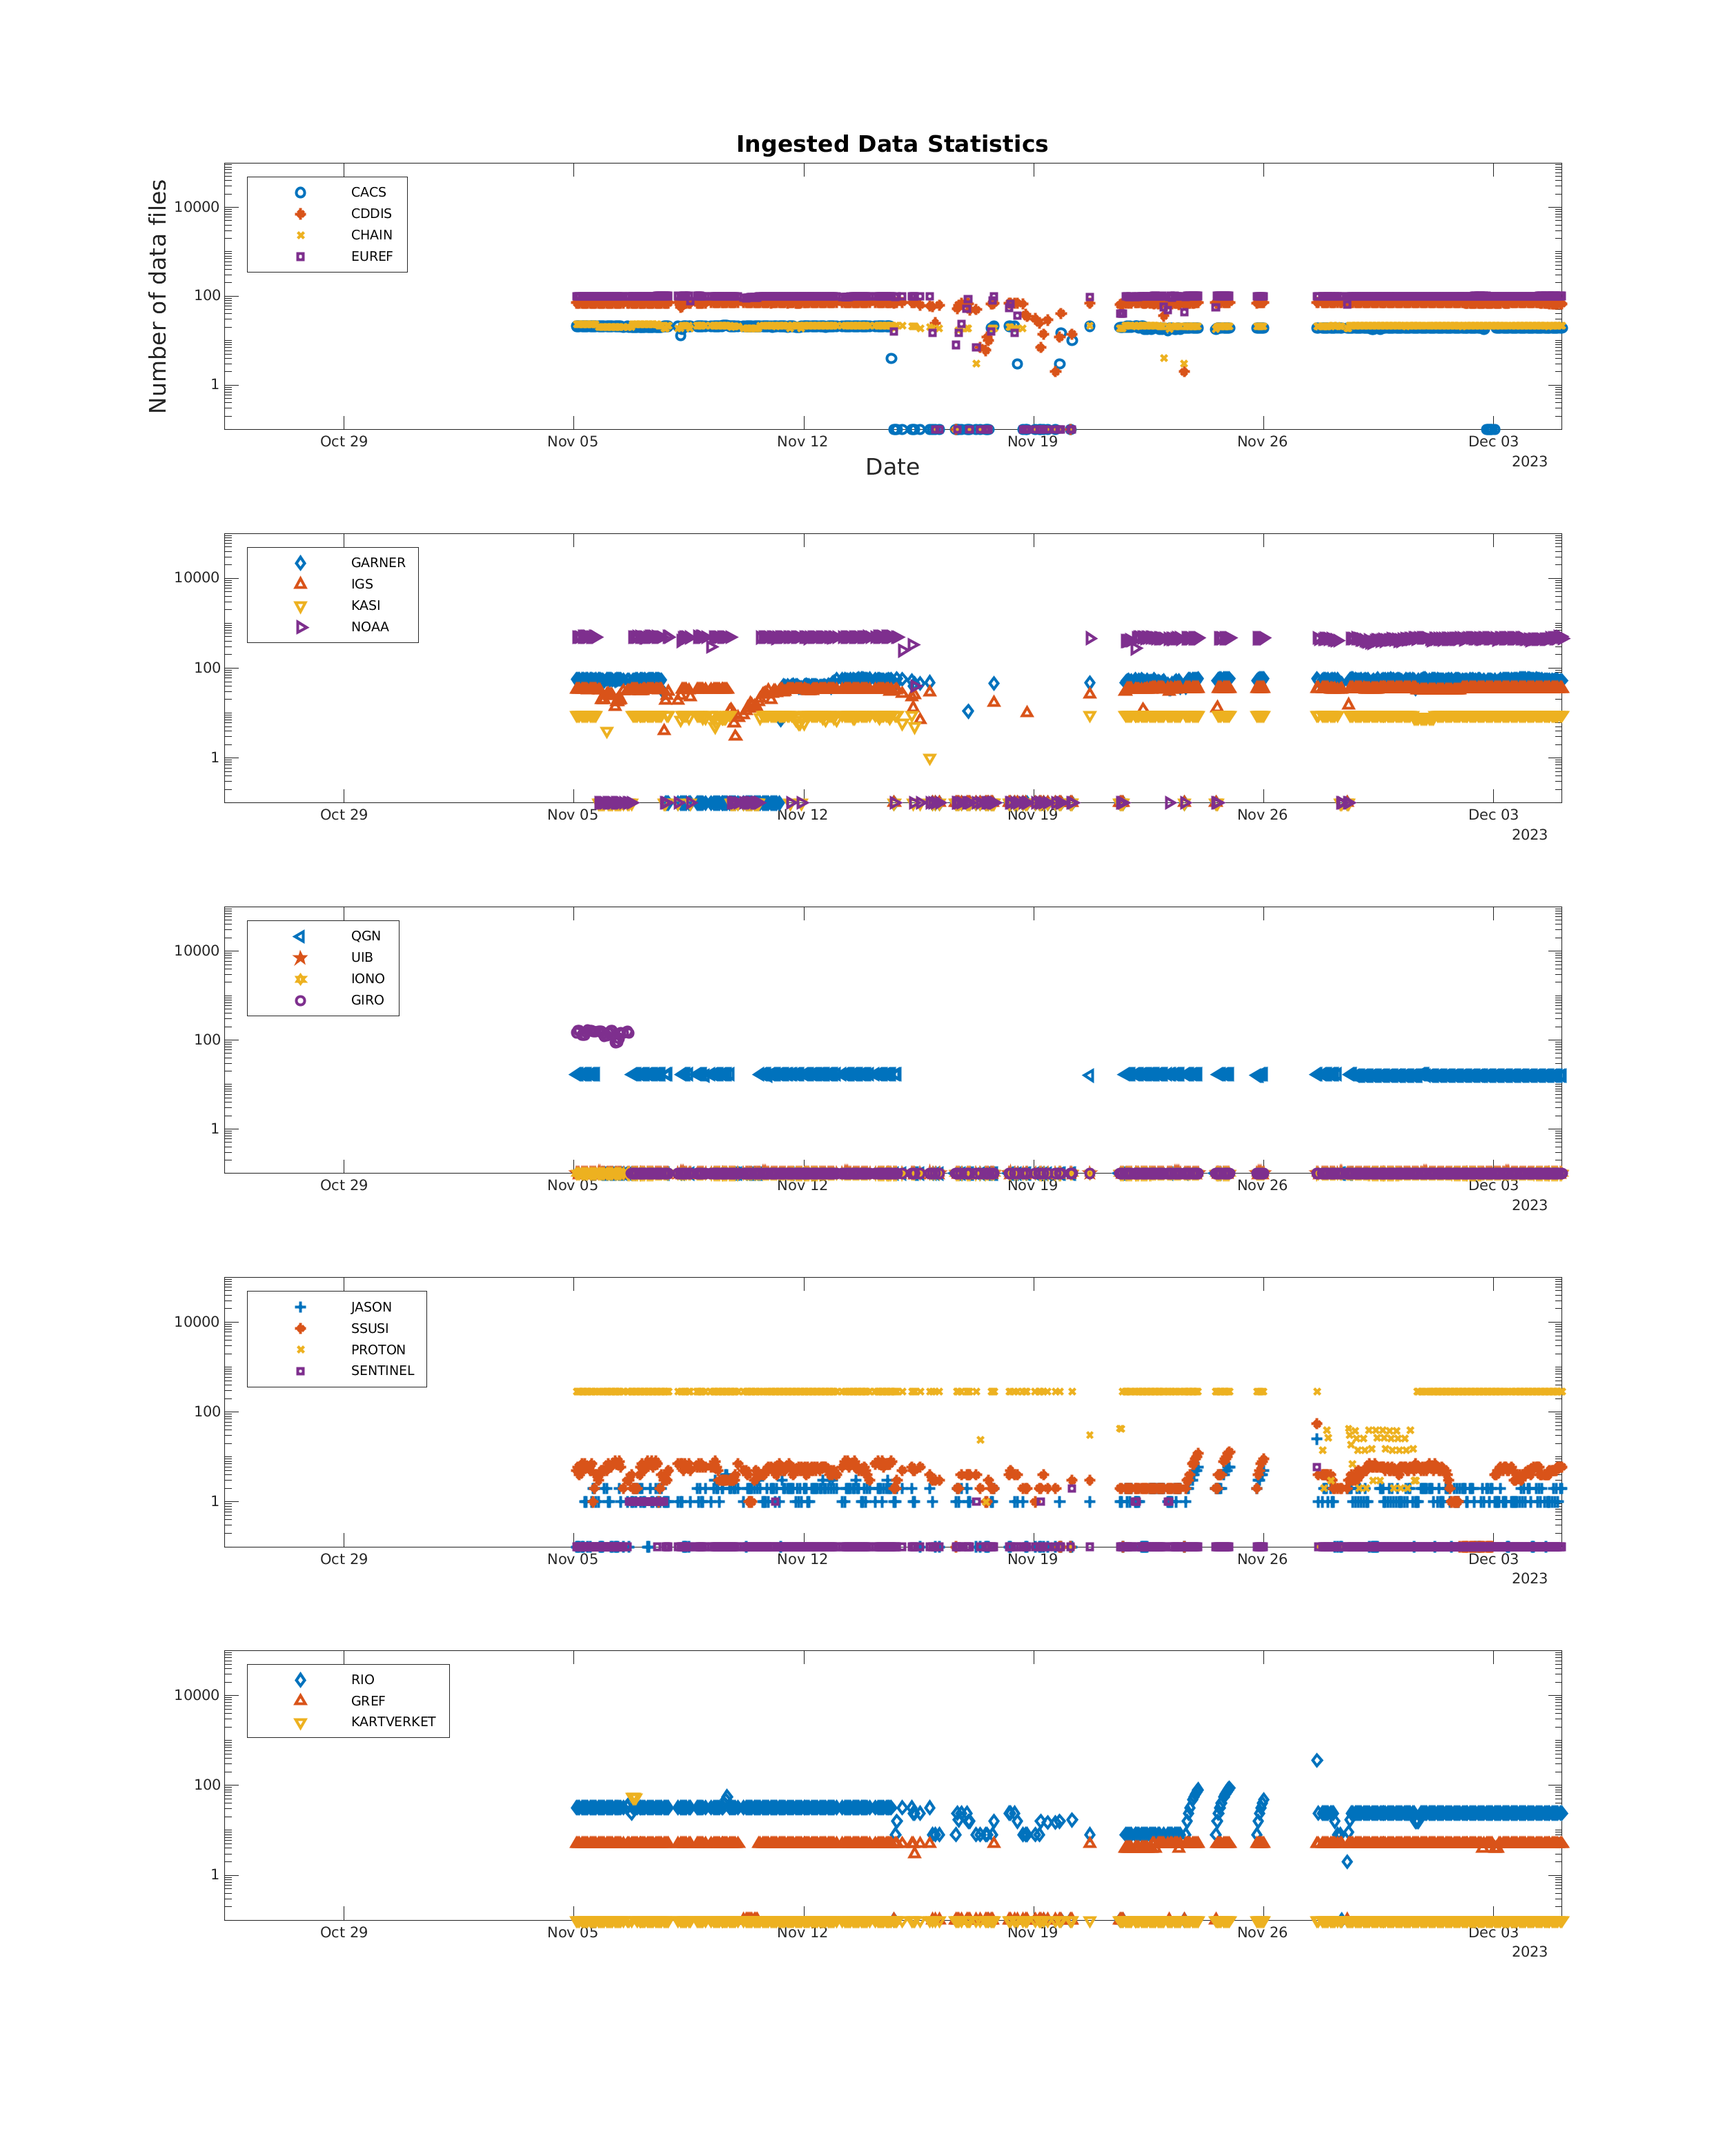 Ingested Data Statistics
Number of data files
10000
100
1
CACS
CDDIS
CHAIN
EUREF
Oct 29 Nov 05 Nov 12 Nov 19 Nov 26 Dec 03
2023
Date
10000
100
1
GARNER
IGS
KASI
NOAA
Oct 29 Nov 05 Nov 12 Nov 19 Nov 26 Dec 03
2023
10000
100
1
QGN
UIB
IONO
GIRO
Oct 29 Nov 05 Nov 12 Nov 19 Nov 26 Dec 03
2023
10000
100
1
JASON
SSUSI
PROTON
SENTINEL
Oct 29 Nov 05 Nov 12 Nov 19 Nov 26 Dec 03
2023
10000
100
1
RIO
GREF
KARTVERKET
Oct 29 Nov 05 Nov 12 Nov 19 Nov 26 Dec 03
2023